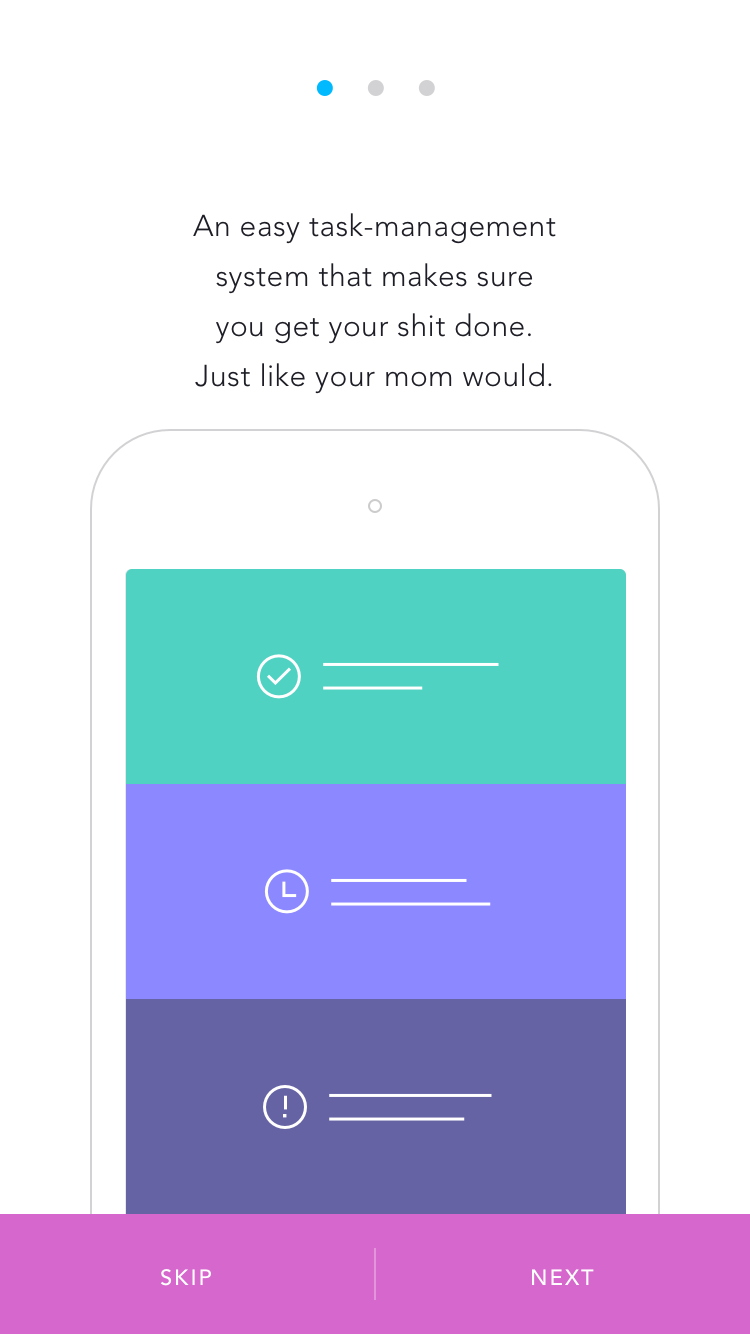 An easy task-management
system that makes sure
you get your shit done.
Just like your mom would.
SKIP
NEXT